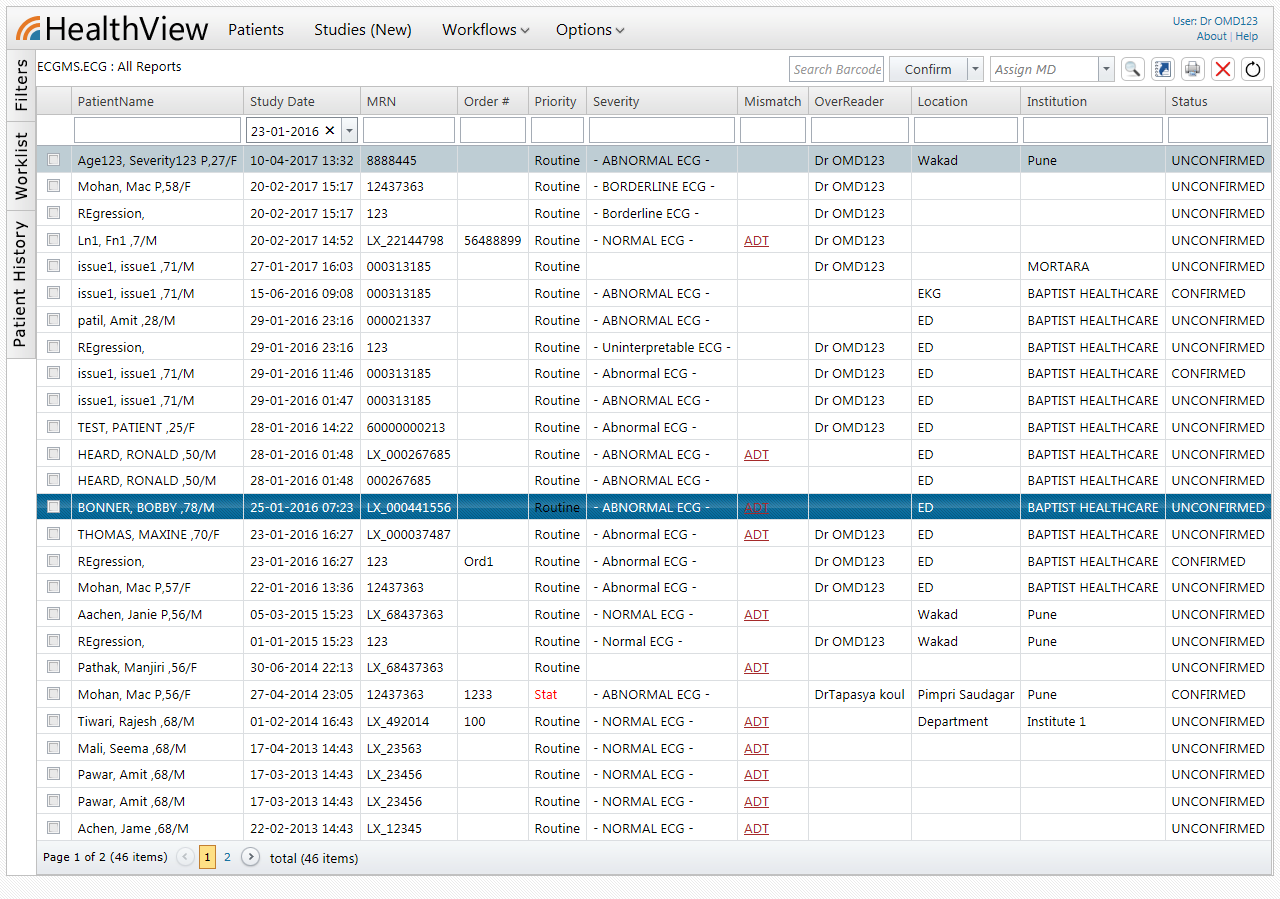 HealthView Patients Studies (New) Workflows Options
User: Dr OMD123
About | Help
Filters
Worklist
Patient History
ECGMS.ECG : All Reports Search Barcode Confirm Assign MD
PatientName Study Date MRN Order # Priority Severity Mismatch OverReader Location Institution Status
23-01-2016
Age123, Severity123 P,27/F 10-04-2017 13:32 8888445 Routine - ABNORMAL ECG - Dr OMD123 Wakad Pune UNCONFIRMED
Mohan, Mac P,58/F 20-02-2017 15:17 12437363 Routine - BORDERLINE ECG - Dr OMD123 UNCONFIRMED
REgression, 20-02-2017 15:17 123 Routine - Borderline ECG - Dr OMD123 UNCONFIRMED
Ln1, Fn1 ,7/M 20-02-2017 14:52 LX_22144798 56488899 Routine - NORMAL ECG - ADT Dr OMD123 UNCONFIRMED
issue1, issue1 ,71/M 27-01-2017 16:03 000313185 Routine Dr OMD123 MORTARA UNCONFIRMED
issue1, issue1 ,71/M 15-06-2016 09:08 000313185 Routine - ABNORMAL ECG - EKG BAPTIST HEALTHCARE CONFIRMED
patil, Amit ,28/M 29-01-2016 23:16 000021337 Routine - ABNORMAL ECG - ED BAPTIST HEALTHCARE UNCONFIRMED
REgression, 29-01-2016 23:16 123 Routine - Uninterpretable ECG - Dr OMD123 ED BAPTIST HEALTHCARE UNCONFIRMED
issue1, issue1 ,71/M 29-01-2016 11:46 000313185 Routine - Abnormal ECG - Dr OMD123 ED BAPTIST HEALTHCARE CONFIRMED
issue1, issue1 ,71/M 29-01-2016 01:47 000313185 Routine - ABNORMAL ECG - Dr OMD123 ED BAPTIST HEALTHCARE UNCONFIRMED
TEST, PATIENT ,25/F 28-01-2016 14:22 60000000213 Routine - Abnormal ECG - Dr OMD123 ED BAPTIST HEALTHCARE UNCONFIRMED
HEARD, RONALD ,50/M 28-01-2016 01:48 LX_000267685 Routine - ABNORMAL ECG - ADT ED BAPTIST HEALTHCARE UNCONFIRMED
HEARD, RONALD ,50/M 28-01-2016 01:48 000267685 Routine - ABNORMAL ECG - ED BAPTIST HEALTHCARE UNCONFIRMED
BONNER, BOBBY ,78/M 25-01-2016 07:23 LX_000441556 Routine - ABNORMAL ECG - ADT ED BAPTIST HEALTHCARE UNCONFIRMED
THOMAS, MAXINE ,70/F 23-01-2016 16:27 LX_000037487 Routine - Abnormal ECG - ADT Dr OMD123 ED BAPTIST HEALTHCARE UNCONFIRMED
REgression, 23-01-2016 16:27 123 Ord1 Routine - Abnormal ECG - Dr OMD123 ED BAPTIST HEALTHCARE CONFIRMED
Mohan, Mac P,57/F 22-01-2016 13:36 12437363 Routine - Abnormal ECG - Dr OMD123 ED BAPTIST HEALTHCARE UNCONFIRMED
Aachen, Janie P,56/M 05-03-2015 15:23 LX_68437363 Routine - NORMAL ECG - ADT Wakad Pune UNCONFIRMED
REgression, 01-01-2015 15:23 123 Routine - Normal ECG - Dr OMD123 Wakad Pune UNCONFIRMED
Pathak, Manjiri ,56/F 30-06-2014 22:13 LX_68437363 Routine ADT UNCONFIRMED
Mohan, Mac P,56/F 27-04-2014 23:05 12437363 1233 Stat - ABNORMAL ECG - DrTapasya koul Pimpri Saudagar Pune CONFIRMED
Tiwari, Rajesh ,68/M 01-02-2014 16:43 LX_492014 100 Routine - NORMAL ECG - ADT Department Institute 1 UNCONFIRMED
Mali, Seema ,68/M 17-04-2013 14:43 LX_23563 Routine - NORMAL ECG - ADT UNCONFIRMED
Pawar, Amit ,68/M 17-03-2013 14:43 LX_23456 Routine - NORMAL ECG - ADT UNCONFIRMED
Pawar, Amit ,68/M 17-03-2013 14:43 LX_23456 Routine - NORMAL ECG - ADT UNCONFIRMED
Achen, Jame ,68/M 22-02-2013 14:43 LX_12345 Routine - NORMAL ECG - ADT UNCONFIRMED
Page 1 of 2 (46 items) 1 2 total (46 items)